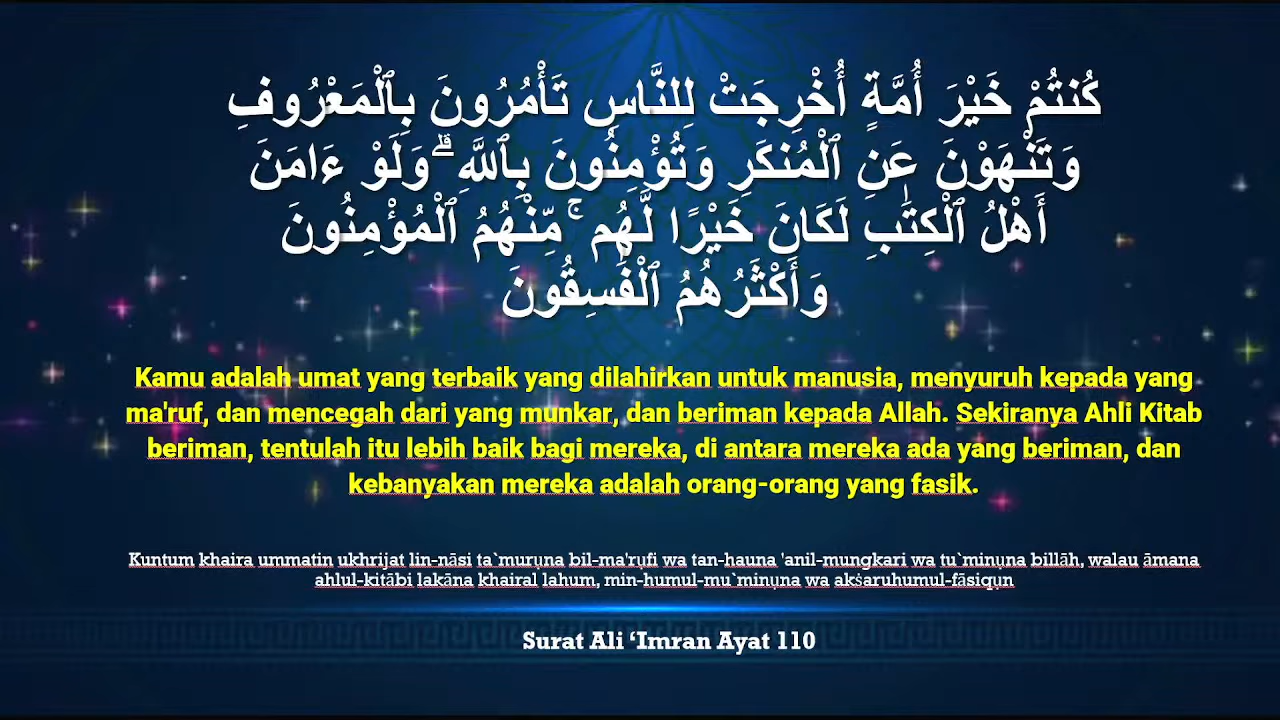 كُنتُمْ خَيْرَ أُمَّةٍ أُخْرِجَتْ لِلنَّاسِ تَأْمُرُونَ بِٱلْمَعْرُوفِ
وَتَنْهَوْنَ عَنِ ٱلْمُنكَرِ وَتُؤْمِنُونَ بِٱللَّهِ ۗ وَلَوْ ءَامَنَ
أَهْلُ ٱلْكِتَٰبِ لَكَانَ خَيْرًا لَّهُم ۚ مِّنْهُمُ ٱلْمُؤْمِنُونَ
وَأَكْثَرُهُمُ ٱلْفَٰسِقُونَ
Kamu adalah umat yang terbaik yang dilahirkan untuk manusia, menyuruh kepada yang
ma'ruf, dan mencegah dari yang munkar, dan beriman kepada Allah. Sekiranya Ahli Kitab
beriman, tentulah itu lebih baik bagi mereka, di antara mereka ada yang beriman, dan
kebanyakan mereka adalah orang-orang yang fasik.
Kuntum khaira ummatin ukhrijat lin-nāsi ta`murụna bil-ma'rụfi wa tan-hauna 'anil-mungkari wa tu`minụna billāh, walau āmana
ahlul-kitābi lakāna khairal lahum, min-humul-mu`minụna wa akṡaruhumul-fāsiqụn
Surat Ali ‘Imran Ayat 110